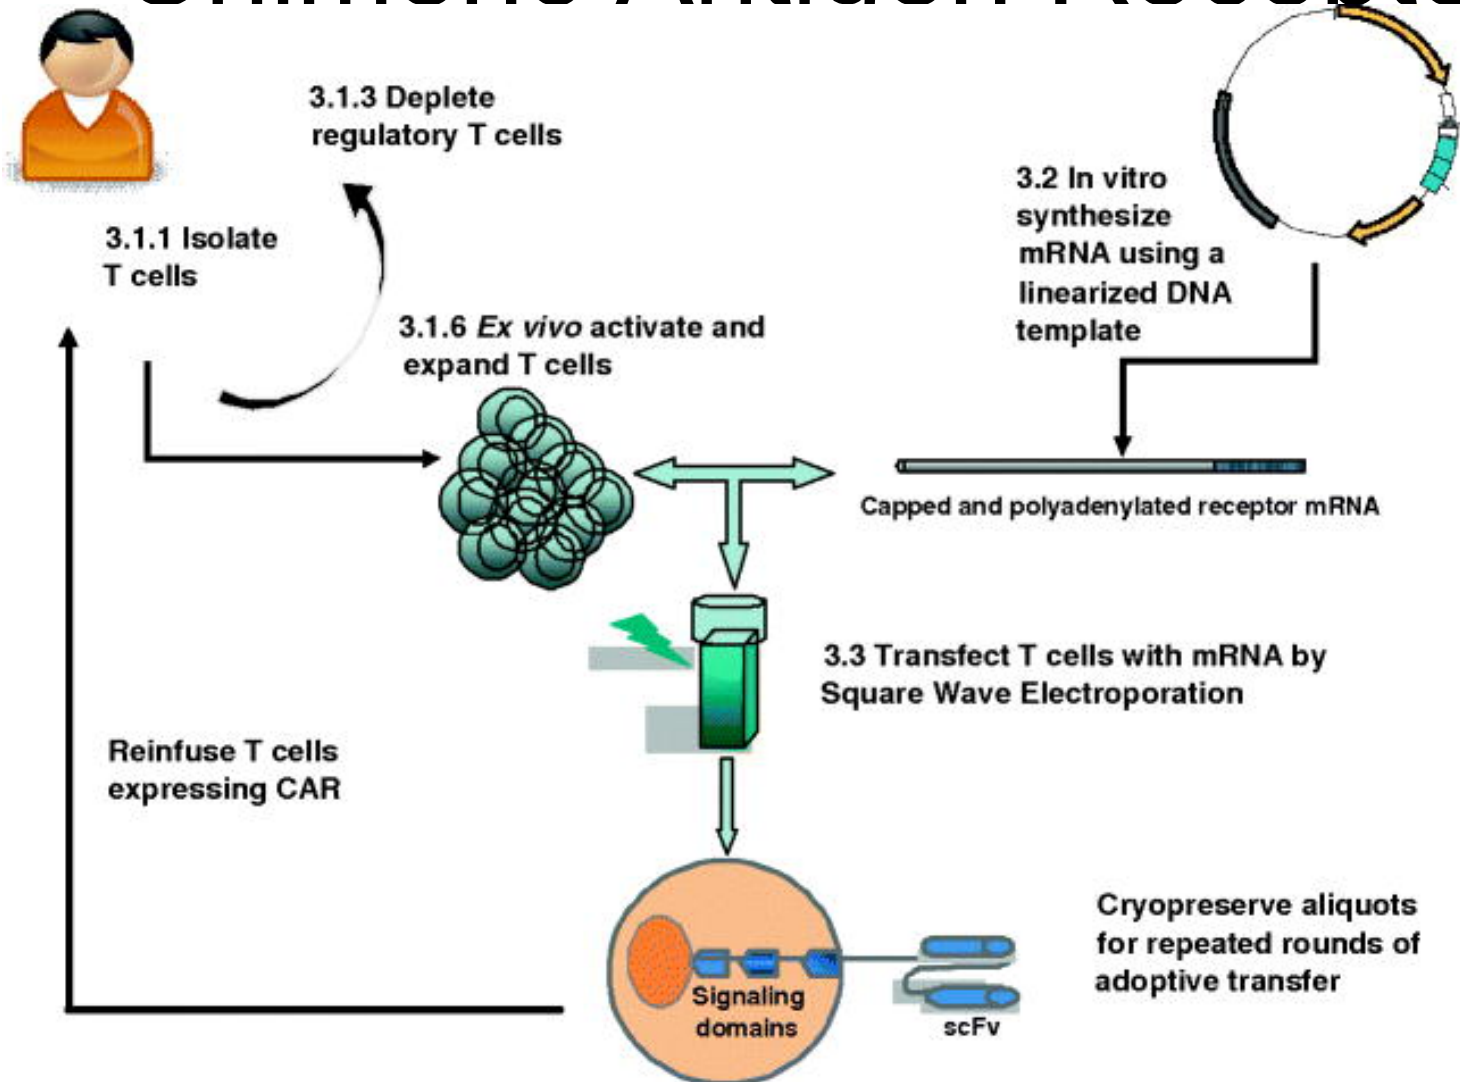 3.1.3 Deplete
regulatory T cells
3.2 In vitro
synthesize
mRNA using a
linearized DNA
template
3.1.1 Isolate
T cells
3.1.6 Ex vivo activate and
expand T cells
Capped and polyadenylated receptor mRNA
3.3 Transfect T cells with mRNA by
Square Wave Electroporation
Reinfuse T cells
expressing CAR
Cryopreserve aliquots
for repeated rounds of
adoptive transfer
Signaling
domains
scFv